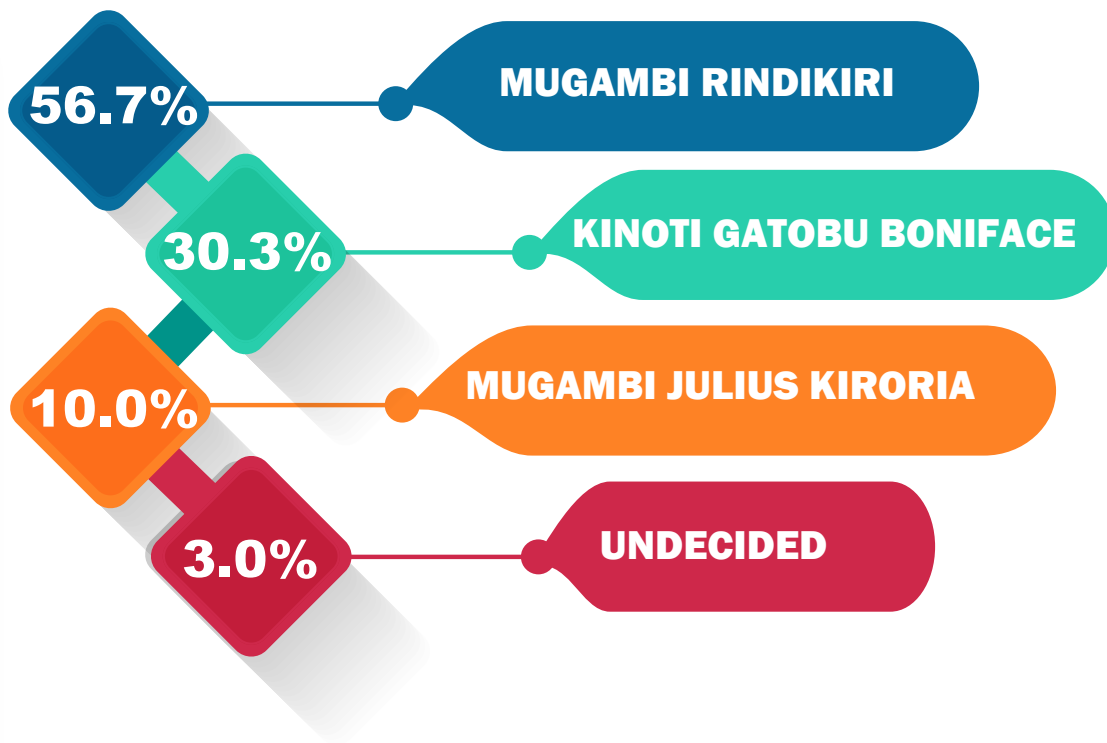 56.7%
MUGAMBI RINDIKIRI
30.3%
KINOTI GATOBU BONIFACE
10.0%
MUGAMBI JULIUS KIRORIA
3.0%
UNDECIDED